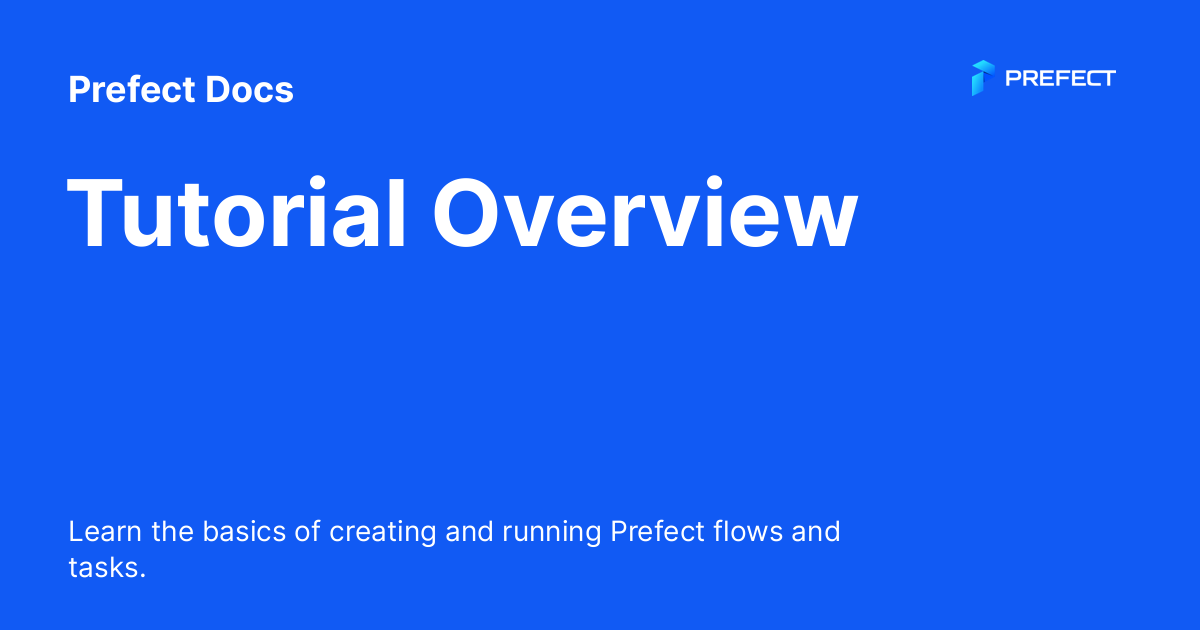 Prefect Docs
PREFECT
Tutorial Overview
Learn the basics of creating and running Prefect flows and
tasks.